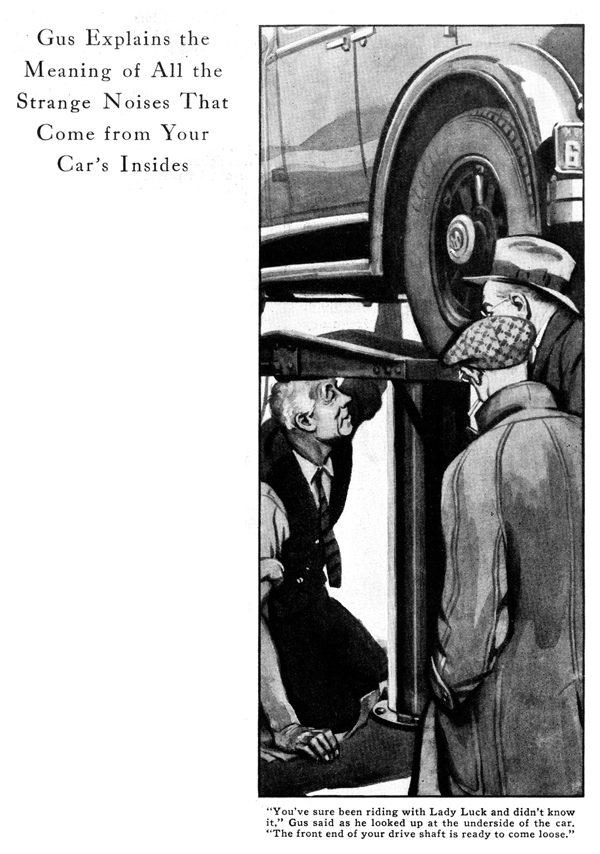 Gus Explains the
Meaning of All the
Strange Noises That
Come from Your
Car's Insides
6
"You've sure been riding with Lady Luck and didn't know
it," Gus said as he looked up at the underside of the car.
"The front end of your drive shaft is ready to come loose."